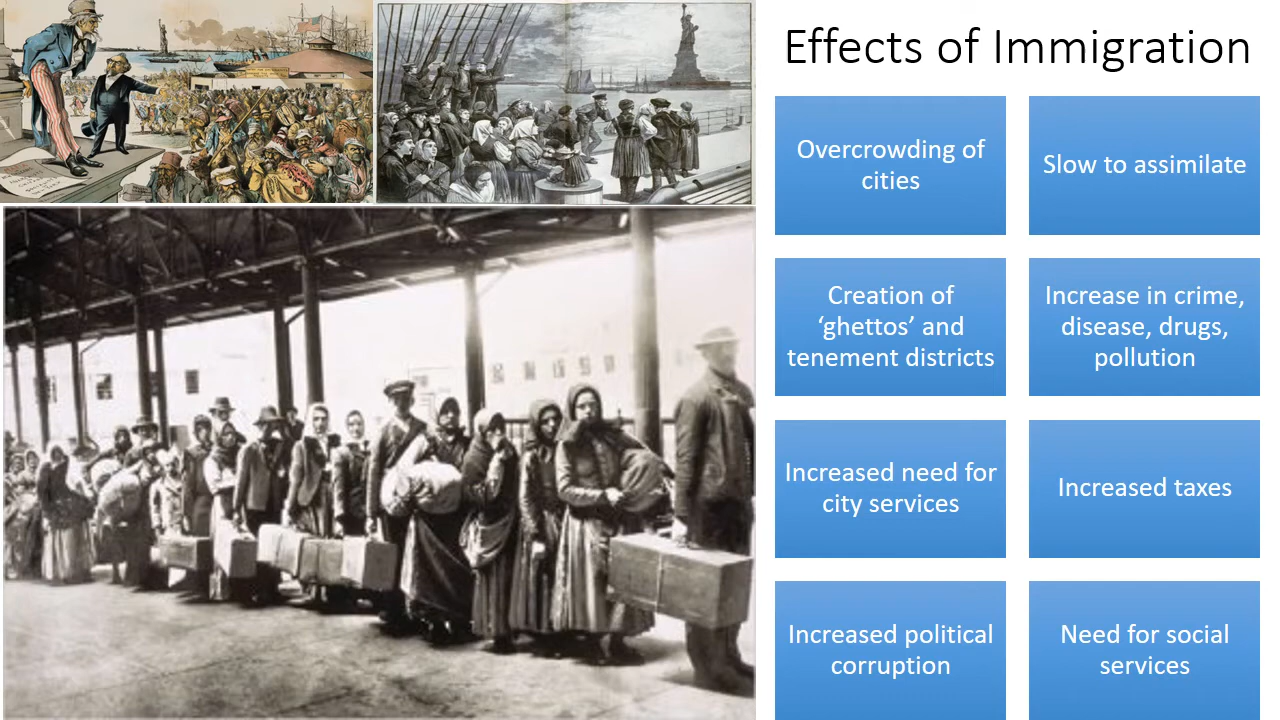 Effects of Immigration
Overcrowding of
cities
Slow to assimilate
Creation of
‘ghettos’ and
tenement districts
Increase in crime,
disease, drugs,
pollution
Increased need for
city services
Increased taxes
Increased political
corruption
Need for social
services